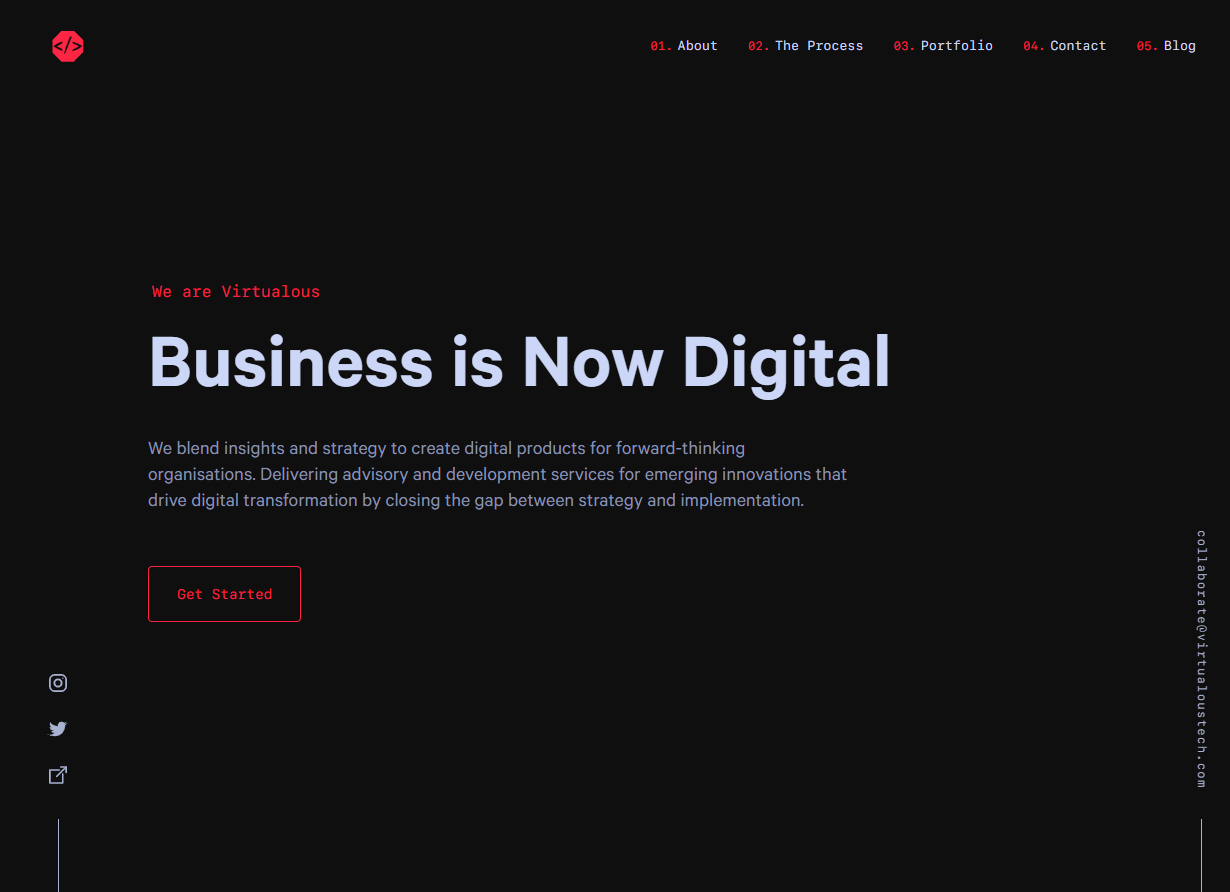 </>
01. About 02. The Process 03. Portfolio 04. Contact 05. Blog
We are Virtualous
Business is Now Digital
We blend insights and strategy to create digital products for forward-thinking
organisations. Delivering advisory and development services for emerging innovations that
drive digital transformation by closing the gap between strategy and implementation.
Get Started
collaborate@virtualoustech.com